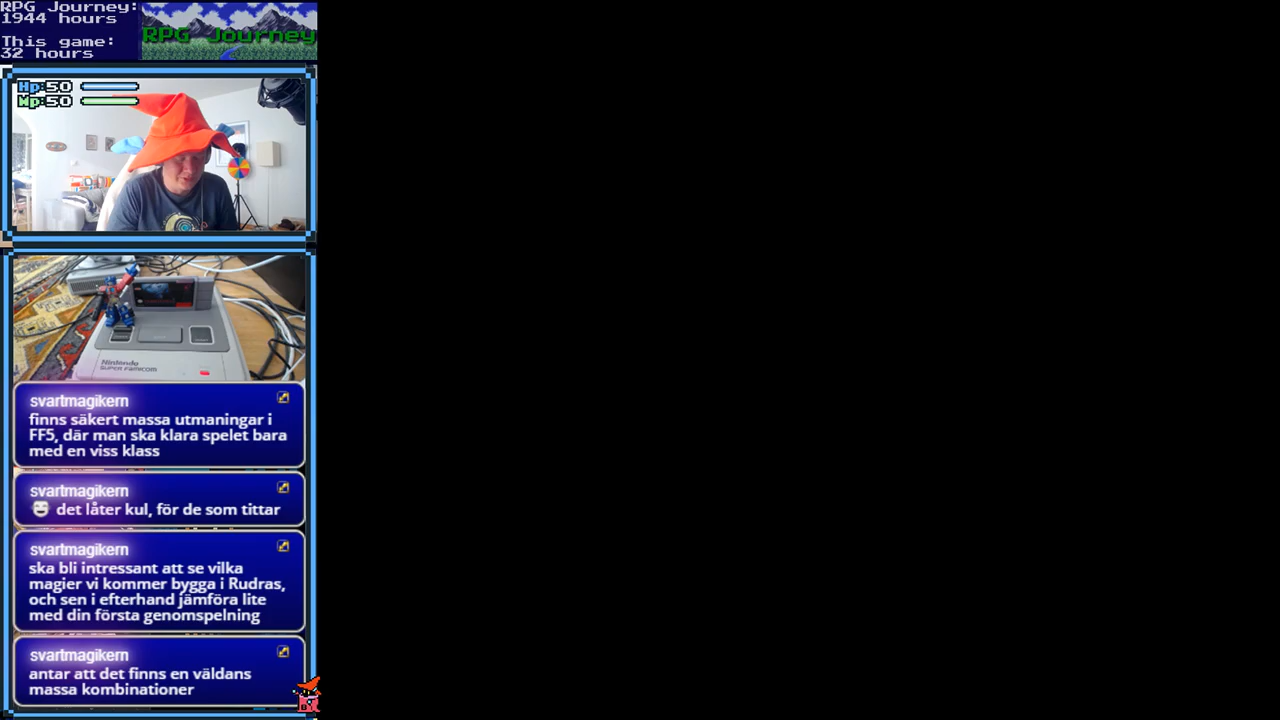 RPG Journey:
1944 hours
This game:
32 hours
RPG Journey
Hp:50
Mp:50
Nintendo
SUPER FAMICOM
svartmagikern
finns säkert massa utmaningar i
FF5, där man ska klara spelet bara
med en viss klass
svartmagikern
det låter kul, för de som tittar
svartmagikern
ska bli intressant att se vilka
magier vi kommer bygga i Rudras,
och sen i efterhand jämföra lite
med din första genomspelning
svartmagikern
antar att det finns en väldans
massa kombinationer